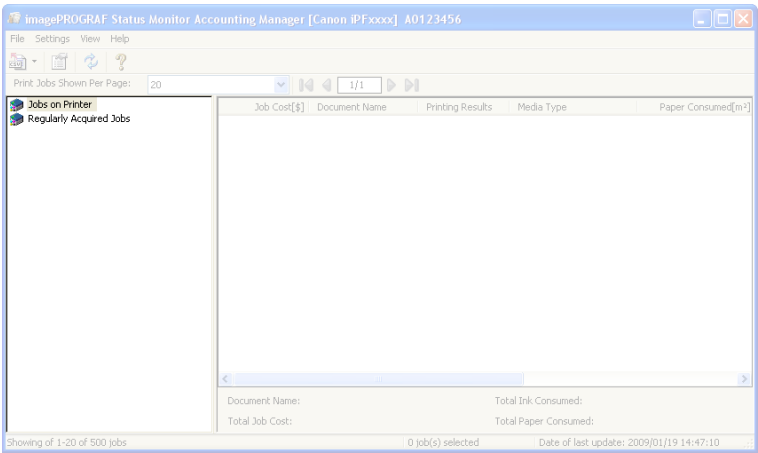 imagePROGRAF Status Monitor Accounting Manager [Canon iPFxxxx] A0123456
File Settings View Help
Print Jobs Shown Per Page: 20 1/1
Jobs on Printer
Regularly Acquired Jobs
Job Cost[$] Document Name Printing Results Media Type Paper Consumed[m²]
Document Name: Total Ink Consumed:
Total Job Cost: Total Paper Consumed:
Showing of 1-20 of 500 jobs 0 job(s) selected Date of last update: 2009/01/19 14:47:10